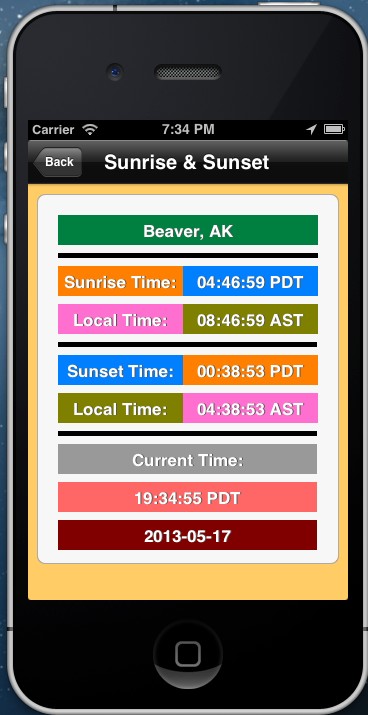 Carrier 7:34 PM
Back Sunrise & Sunset
Beaver, AK
Sunrise Time: 04:46:59 PDT
Local Time: 08:46:59 AST
Sunset Time: 00:38:53 PDT
Local Time: 04:38:53 AST
Current Time:
19:34:55 PDT
2013-05-17